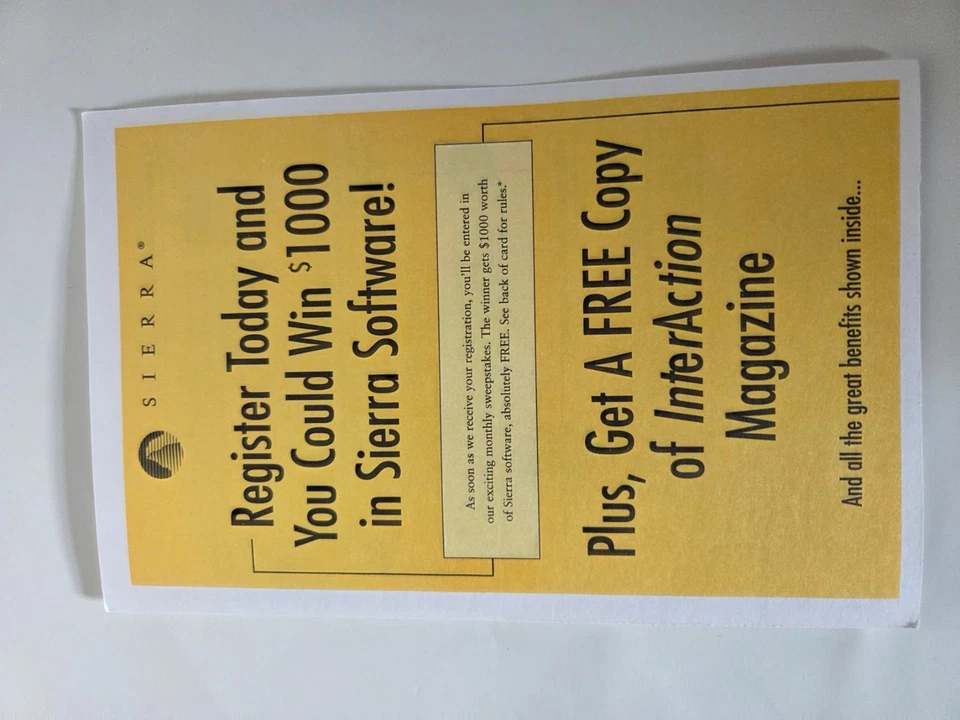 SIERRA®
Register Today and
You Could Win $1000
in Sierra Software!
As soon as we receive your registration, you'll be entered in
our exciting monthly sweepstakes. The winner gets $1000 worth
of Sierra software, absolutely FREE. See back of card for rules.*
Plus, Get A FREE Copy
of InterAction
Magazine
And all the great benefits shown inside...